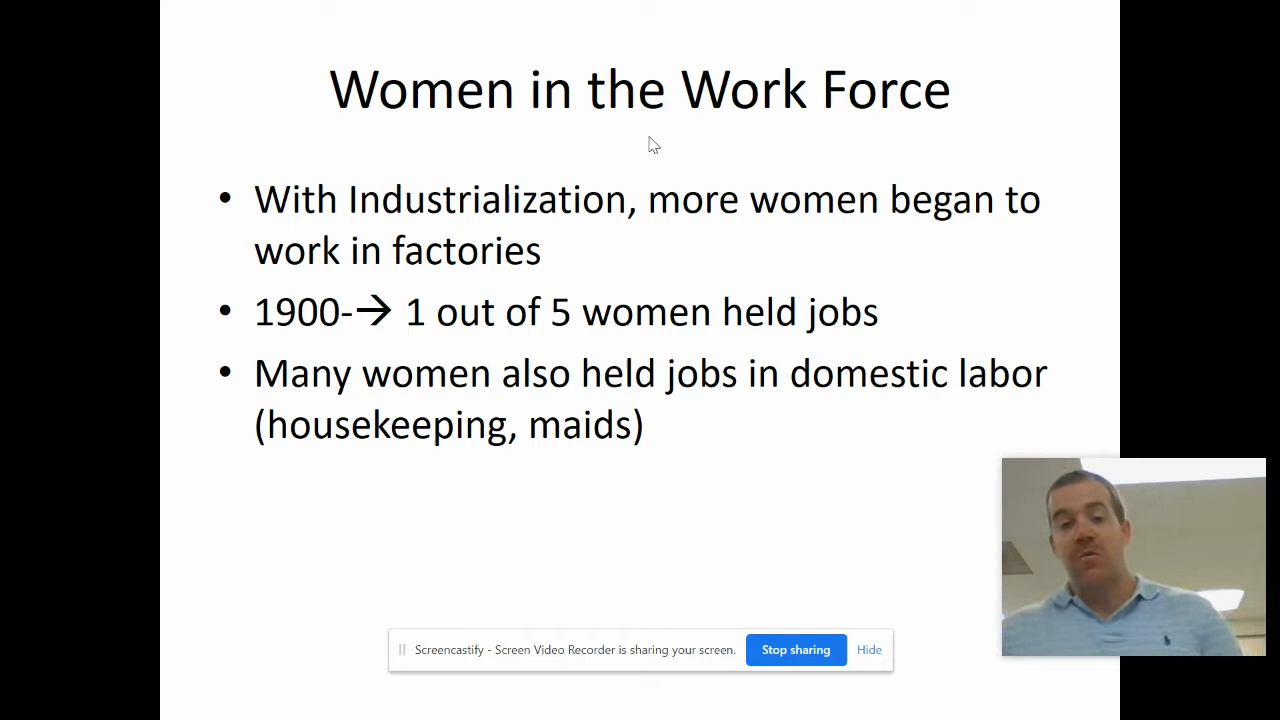 Women in the Work Force
• With Industrialization, more women began to
work in factories
• 1900-→ 1 out of 5 women held jobs
• Many women also held jobs in domestic labor
(housekeeping, maids)
Screencastify - Screen Video Recorder is sharing your screen. Stop sharing Hide